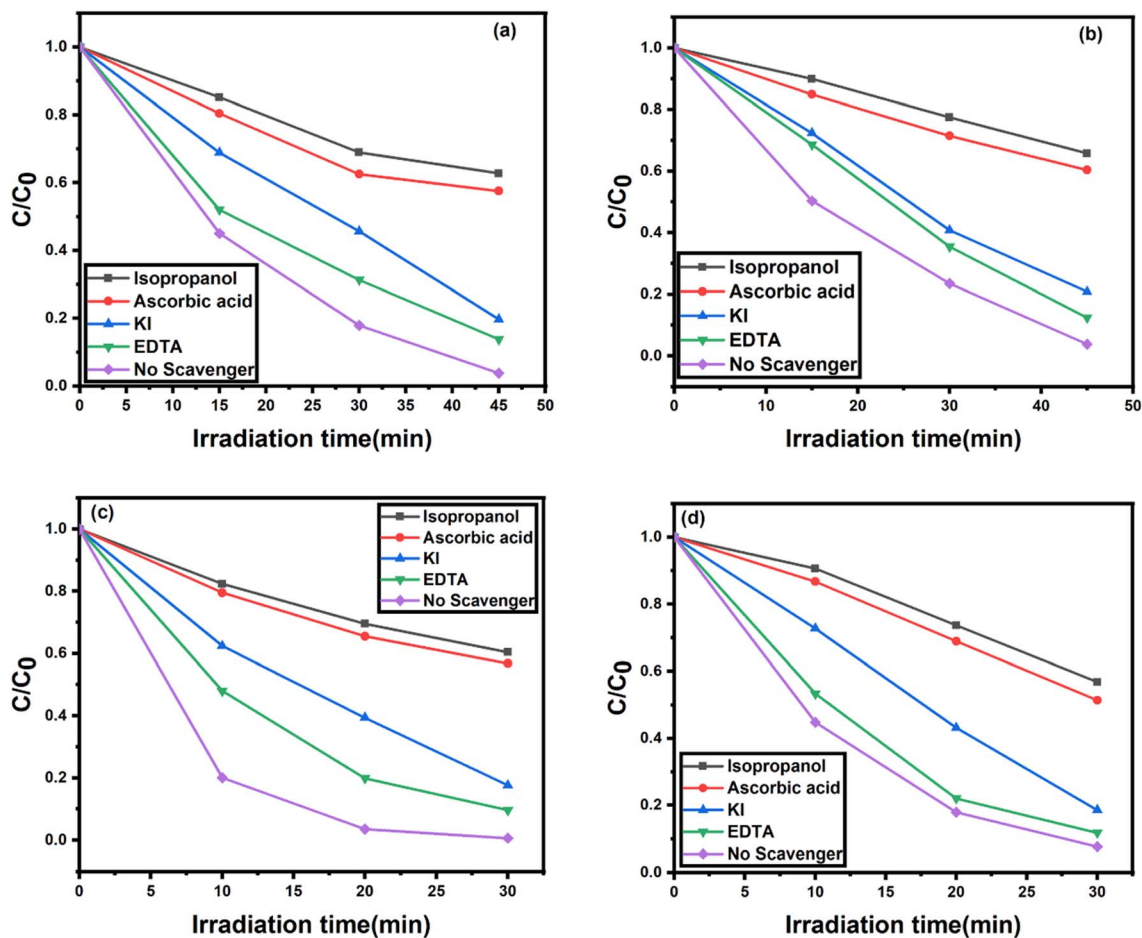 (a)
C/C0
1.0
0.8
0.6
0.4
0.2
0.0
Isopropanol
Ascorbic acid
KI
EDTA
No Scavenger
0 5 10 15 20 25 30 35 40 45 50
Irradiation time(min)
(b)
C/C0
1.0
0.8
0.6
0.4
0.2
0.0
Isopropanol
Ascorbic acid
KI
EDTA
No Scavenger
0 10 20 30 40 50
Irradiation time(min)
(c)
C/C0
1.0
0.8
0.6
0.4
0.2
0.0
Isopropanol
Ascorbic acid
KI
EDTA
No Scavenger
0 5 10 15 20 25 30
Irradiation time(min)
(d)
C/C0
1.0
0.8
0.6
0.4
0.2
0.0
Isopropanol
Ascorbic acid
KI
EDTA
No Scavenger
0 5 10 15 20 25 30
Irradiation time(min)